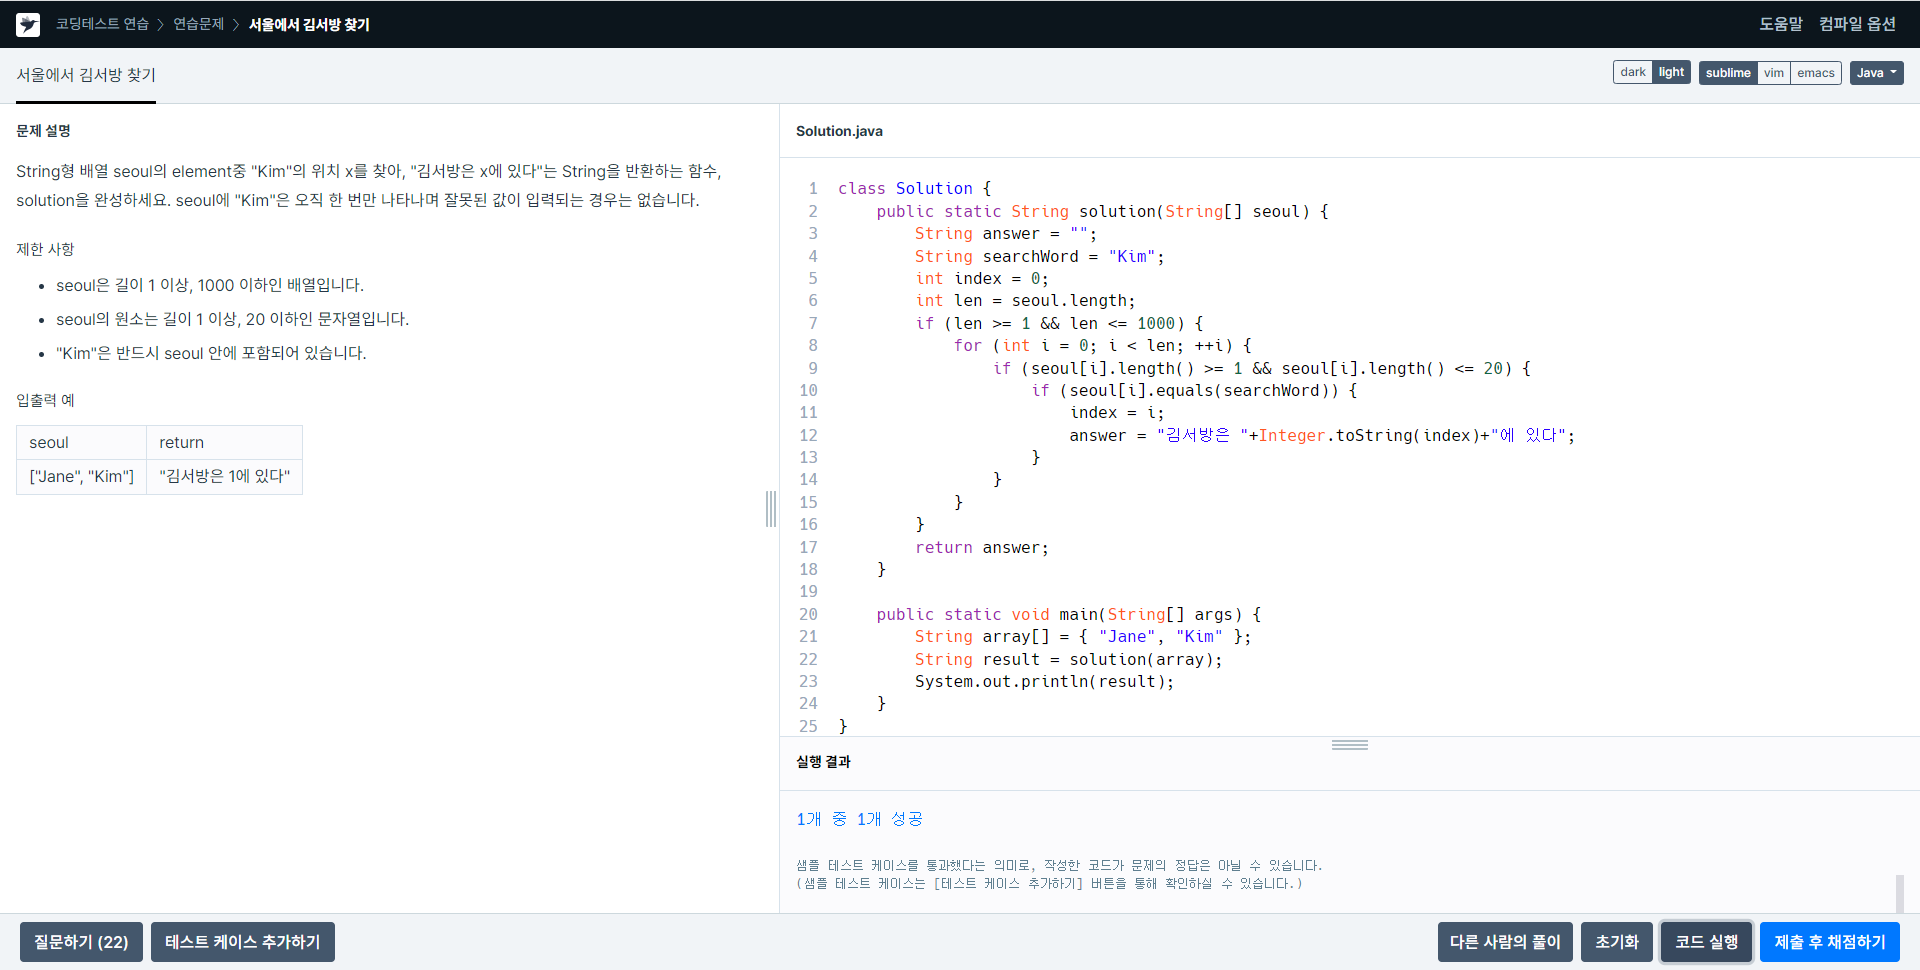 코딩테스트 연습 > 연습문제 > 서울에서 김서방 찾기
도움말 컴파일 옵션
서울에서 김서방 찾기
dark light sublime vim emacs Java
문제 설명
String형 배열 seoul의 element중 "Kim"의 위치 x를 찾아, "김서방은 x에 있다"는 String을 반환하는 함수,
solution을 완성하세요. seoul에 "Kim"은 오직 한 번만 나타나며 잘못된 값이 입력되는 경우는 없습니다.
제한 사항
• seoul은 길이 1 이상, 1000 이하인 배열입니다.
• seoul의 원소는 길이 1 이상, 20 이하인 문자열입니다.
• "Kim"은 반드시 seoul 안에 포함되어 있습니다.
입출력 예
seoul return
["Jane", "Kim"] "김서방은 1에 있다"
Solution.java
1 class Solution {
2     public static String solution(String[] seoul) {
3         String answer = "";
4         String searchWord = "Kim";
5         int index = 0;
6         int len = seoul.length;
7         if (len >= 1 && len <= 1000) {
8             for (int i = 0; i < len; ++i) {
9                 if (seoul[i].length() >= 1 && seoul[i].length() <= 20) {
10                     if (seoul[i].equals(searchWord)) {
11                         index = i;
12                         answer = "김서방은 "+Integer.toString(index)+"에 있다";
13                     }
14                 }
15             }
16         }
17         return answer;
18     }
19
20     public static void main(String[] args) {
21         String array[] = { "Jane", "Kim" };
22         String result = solution(array);
23         System.out.println(result);
24     }
25 }
실행 결과
1개 중 1개 성공
샘플 테스트 케이스를 통과했다는 의미로, 작성한 코드가 문제의 정답은 아닐 수 있습니다.
(샘플 테스트 케이스는 [테스트 케이스 추가하기] 버튼을 통해 확인하실 수 있습니다.)
질문하기 (22) 테스트 케이스 추가하기 다른 사람의 풀이 초기화 코드 실행 제출 후 채점하기